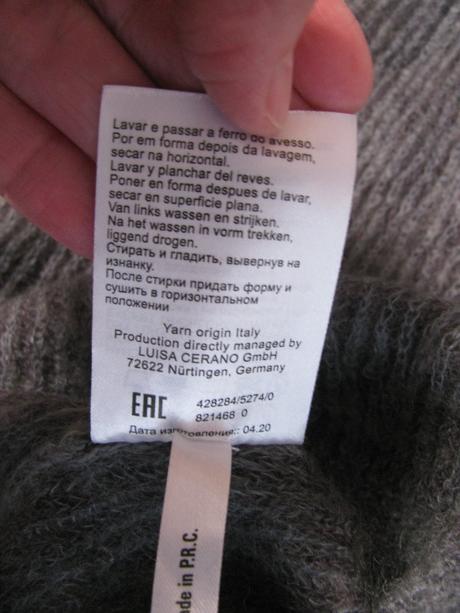 Lavar e passar a ferro do avesso.
Por em forma depois da lavagem,
secar na horizontal.
Lavar y planchar del reves.
Poner en forma despues de lavar,
secar en superficie plana.
Van links wassen en strijken.
Na het wassen in vorm trekken,
liggend drogen.
Стирать и гладить, вывернув на
изнанку.
После стирки придать форму и
сушить в горизонтальном
положении
Yarn origin Italy
Production directly managed by
LUISA CERANO GmbH
72622 Nürtingen, Germany
EAC
428284/5274/0
821468 0
Дата изготовления:: 04.20
de in P.R.C.